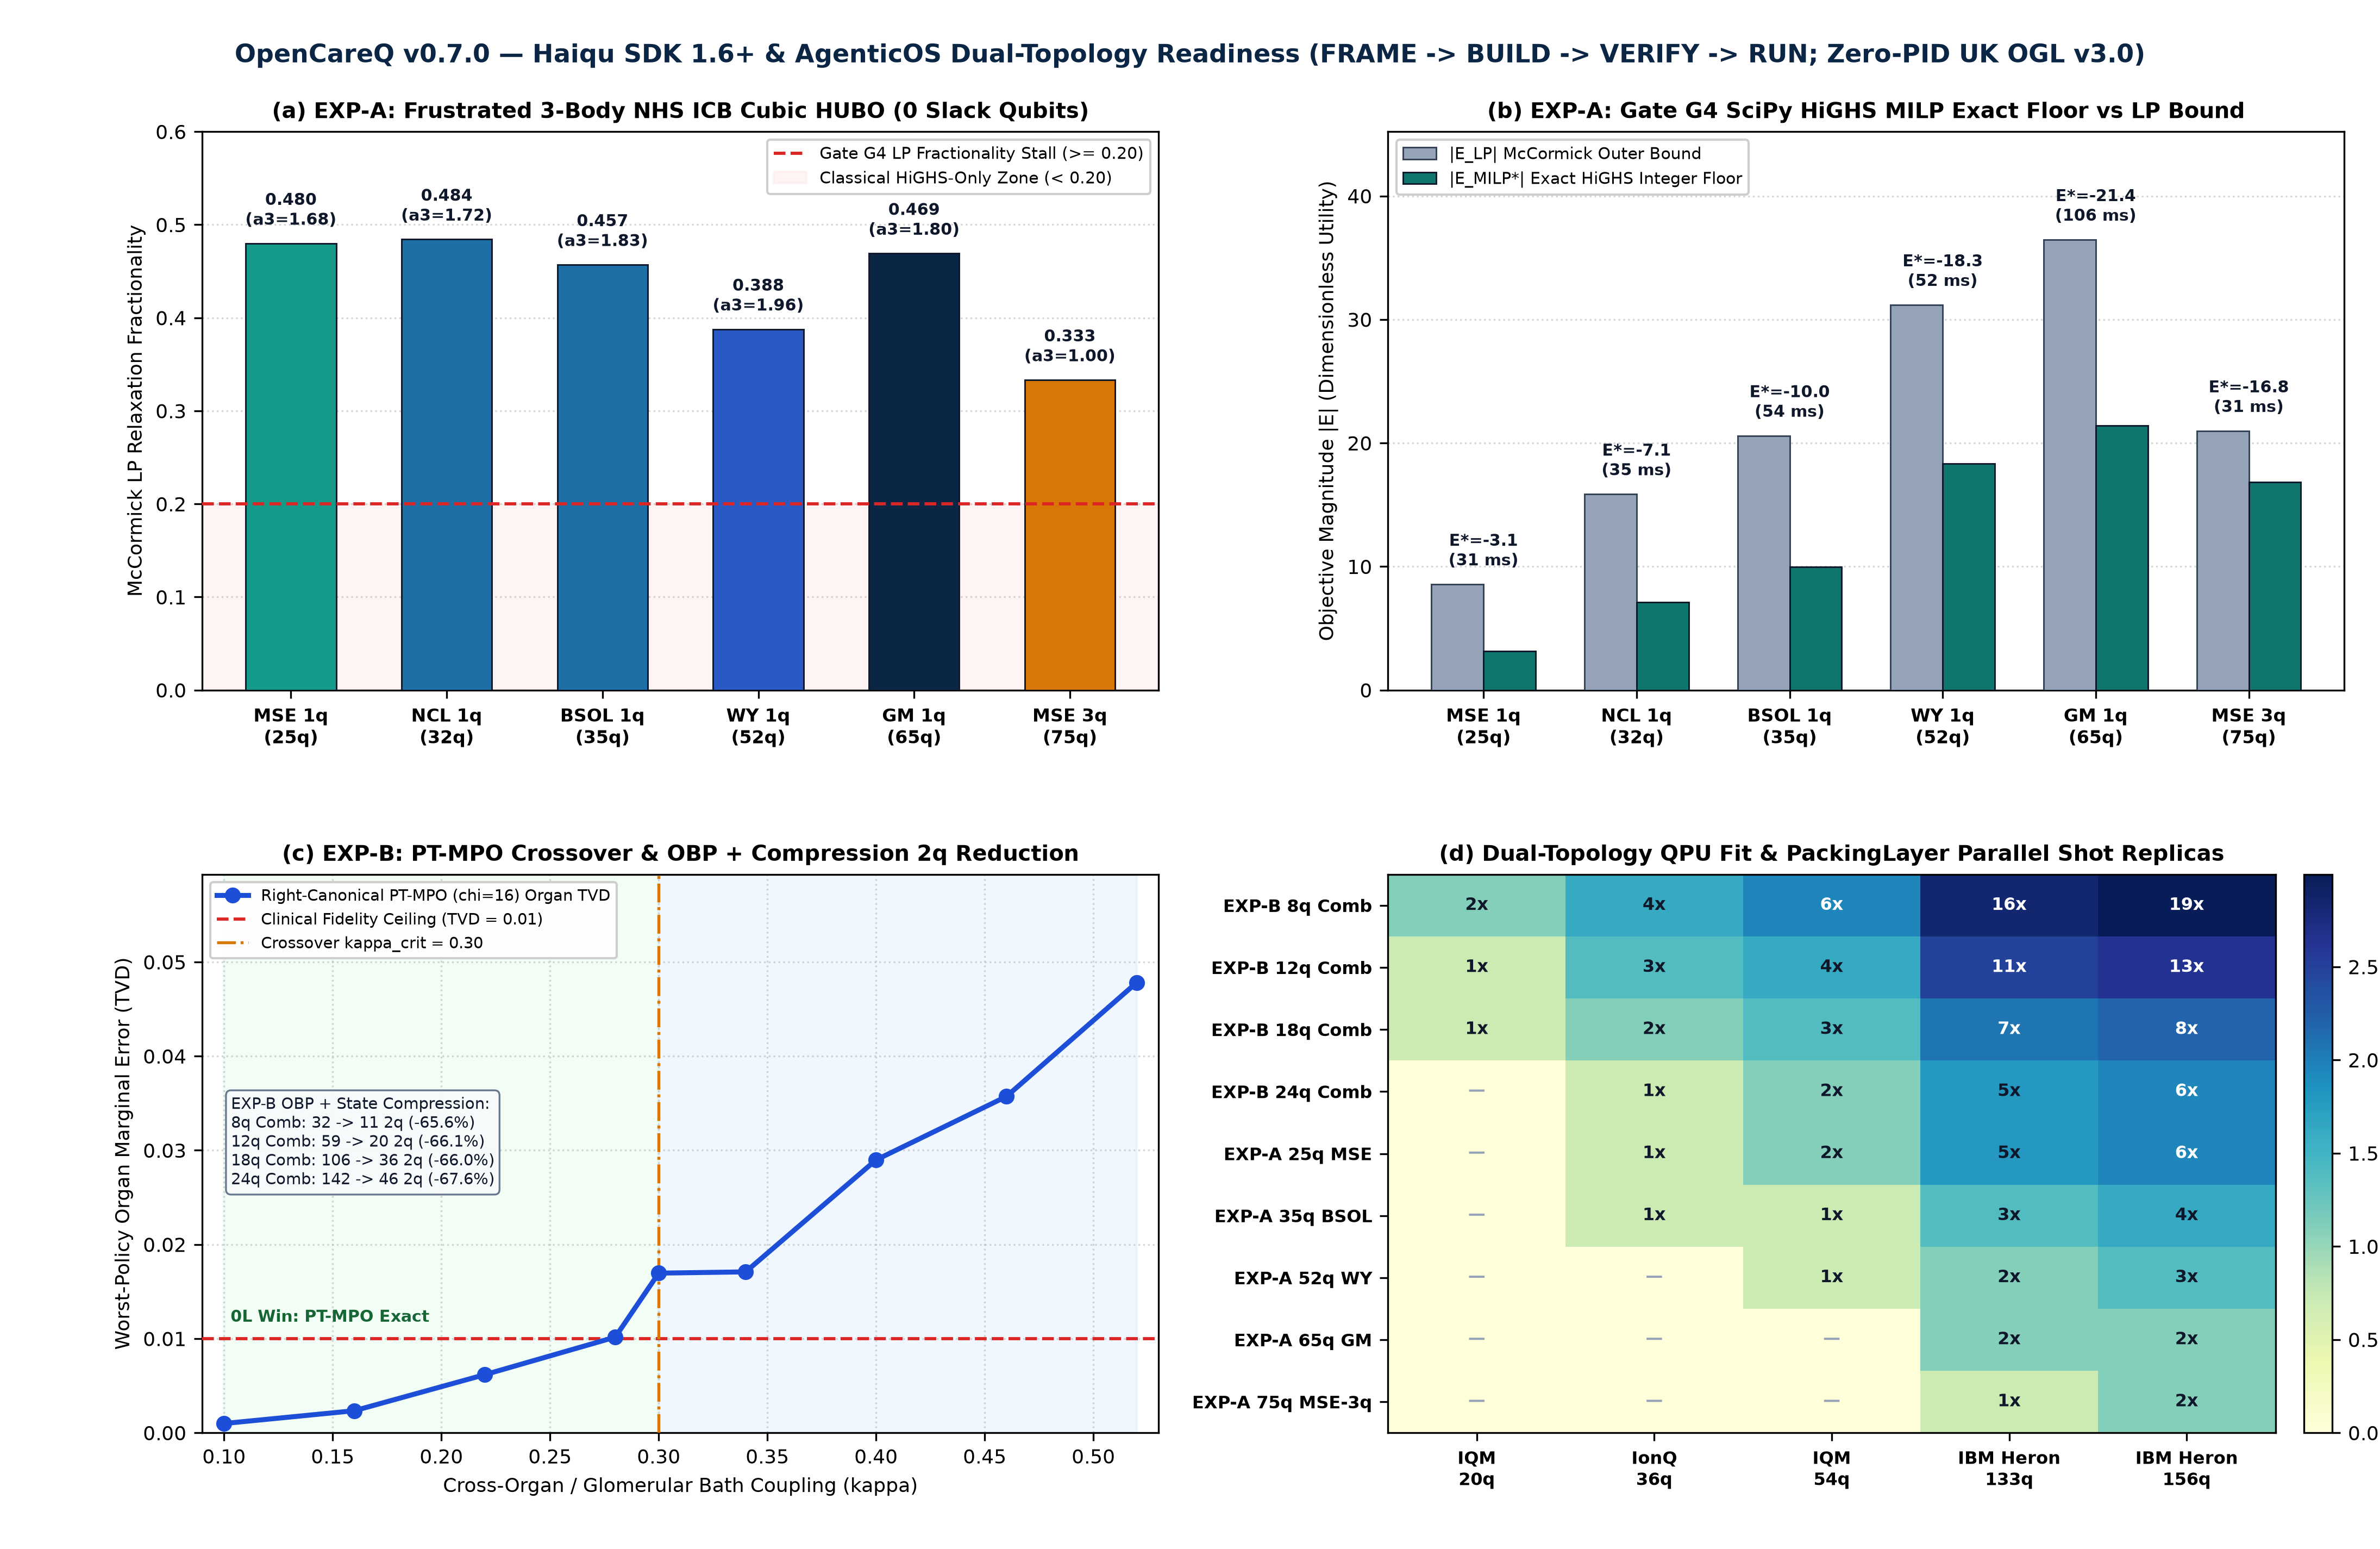 OpenCareQ v0.7.0 — Haiqu SDK 1.6+ & AgenticOS Dual-Topology Readiness (FRAME -> BUILD -> VERIFY -> RUN; Zero-PID UK OGL v3.0)
(a) EXP-A: Frustrated 3-Body NHS ICB Cubic HUBO (0 Slack Qubits)
McCormick LP Relaxation Fractionality
0.6
0.5
0.4
0.3
0.2
0.1
0.0
Gate G4 LP Fractionality Stall (>= 0.20)
Classical HiGHS-Only Zone (< 0.20)
0.480
(a3=1.68)
0.484
(a3=1.72)
0.457
(a3=1.83)
0.388
(a3=1.96)
0.469
(a3=1.80)
0.333
(a3=1.00)
MSE 1q
(25q)
NCL 1q
(32q)
BSOL 1q
(35q)
WY 1q
(52q)
GM 1q
(65q)
MSE 3q
(75q)
(b) EXP-A: Gate G4 SciPy HiGHS MILP Exact Floor vs LP Bound
Objective Magnitude |E| (Dimensionless Utility)
40
30
20
10
0
|E_LP| McCormick Outer Bound
|E_MILP*| Exact HiGHS Integer Floor
E*=-3.1
(31 ms)
E*=-7.1
(35 ms)
E*=-10.0
(54 ms)
E*=-18.3
(52 ms)
E*=-21.4
(106 ms)
E*=-16.8
(31 ms)
MSE 1q
(25q)
NCL 1q
(32q)
BSOL 1q
(35q)
WY 1q
(52q)
GM 1q
(65q)
MSE 3q
(75q)
(c) EXP-B: PT-MPO Crossover & OBP + Compression 2q Reduction
Worst-Policy Organ Marginal Error (TVD)
0.05
0.04
0.03
0.02
0.01
0.00
Right-Canonical PT-MPO (chi=16) Organ TVD
Clinical Fidelity Ceiling (TVD = 0.01)
Crossover kappa_crit = 0.30
EXP-B OBP + State Compression:
8q Comb: 32 -> 11 2q (-65.6%)
12q Comb: 59 -> 20 2q (-66.1%)
18q Comb: 106 -> 36 2q (-66.0%)
24q Comb: 142 -> 46 2q (-67.6%)
0L Win: PT-MPO Exact
0.10
0.15
0.20
0.25
0.30
0.35
0.40
0.45
0.50
Cross-Organ / Glomerular Bath Coupling (kappa)
(d) Dual-Topology QPU Fit & PackingLayer Parallel Shot Replicas
EXP-B 8q Comb 2x 4x 6x 16x 19x
EXP-B 12q Comb 1x 3x 4x 11x 13x
EXP-B 18q Comb 1x 2x 3x 7x 8x
EXP-B 24q Comb — 1x 2x 5x 6x
EXP-A 25q MSE — 1x 2x 5x 6x
EXP-A 35q BSOL — 1x 1x 3x 4x
EXP-A 52q WY — — 1x 2x 3x
EXP-A 65q GM — — — 2x 2x
EXP-A 75q MSE-3q — — — 1x 2x
IQM
20q
IonQ
36q
IQM
54q
IBM Heron
133q
IBM Heron
156q
2.5
2.0
1.5
1.0
0.5
0.0